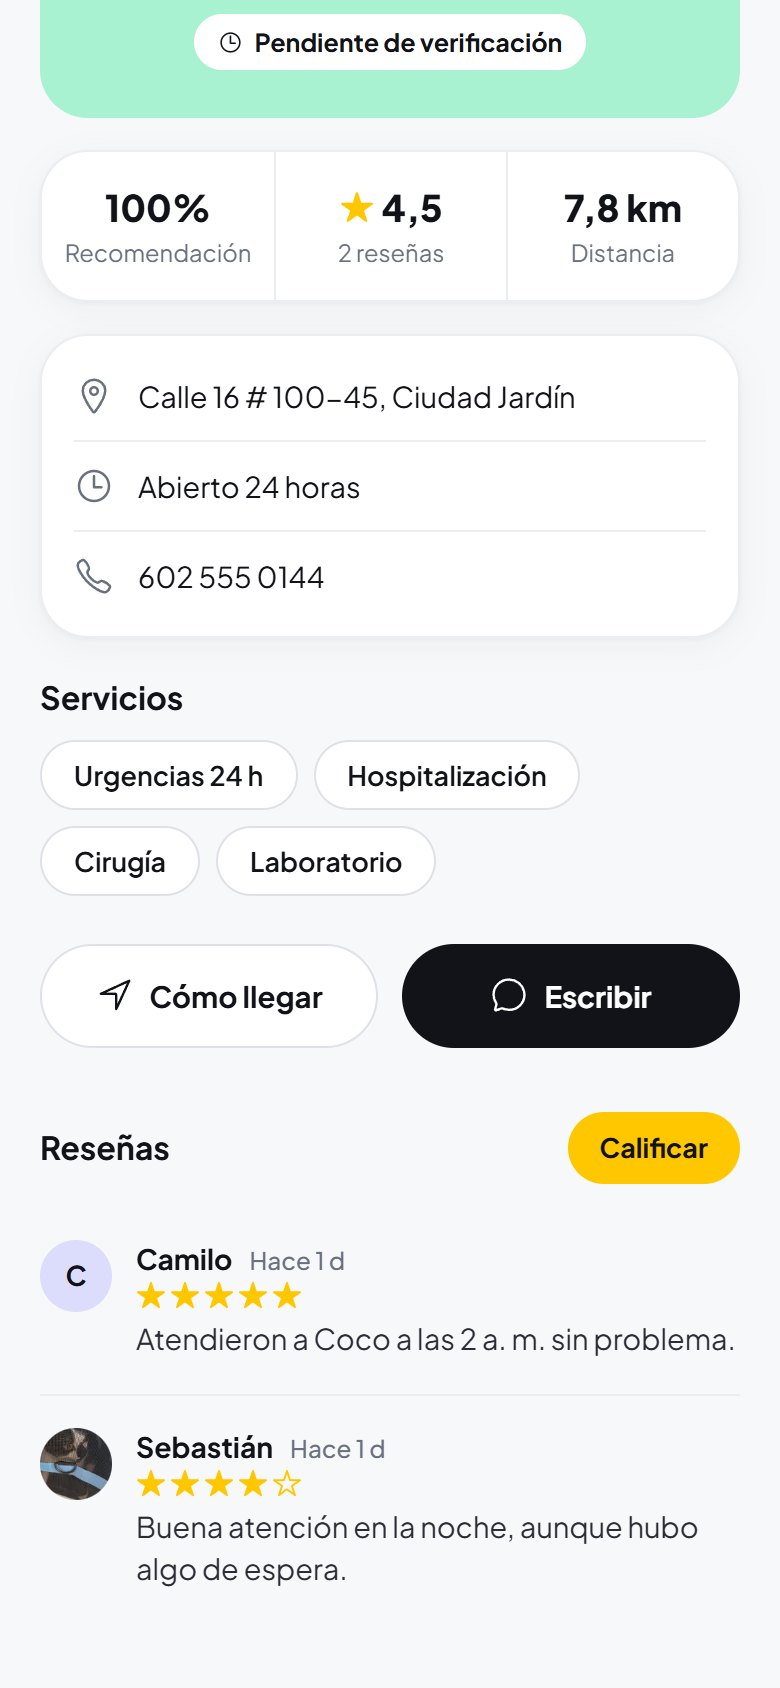 Pendiente de verificación
100%
4,5
7,8 km
Recomendación
2 reseñas
Distancia
Calle 16 # 100–45, Ciudad Jardín
Abierto 24 horas
602 555 0144
Servicios
Urgencias 24 h
Hospitalización
Cirugía
Laboratorio
Cómo llegar
Escribir
Reseñas
Calificar
C
Camilo Hace 1 d
Atendieron a Coco a las 2 a. m. sin problema.
Sebastián Hace 1 d
Buena atención en la noche, aunque hubo
algo de espera.